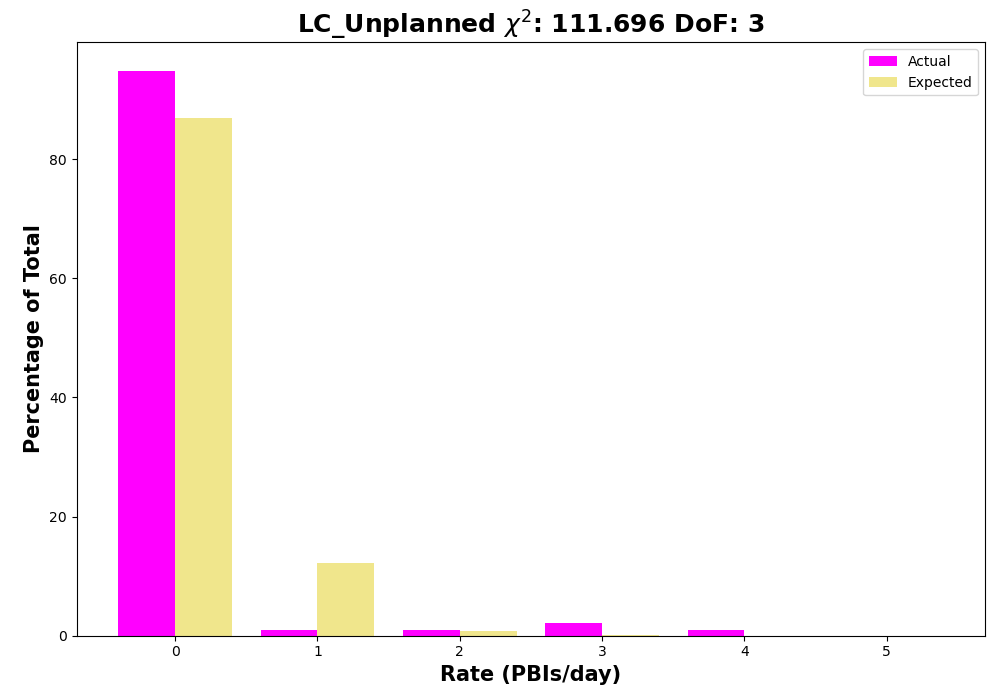 LC_Unplanned χ²: 111.696 DoF: 3
Actual
Expected
Percentage of Total
80
60
40
20
0
0 1 2 3 4 5
Rate (PBIs/day)